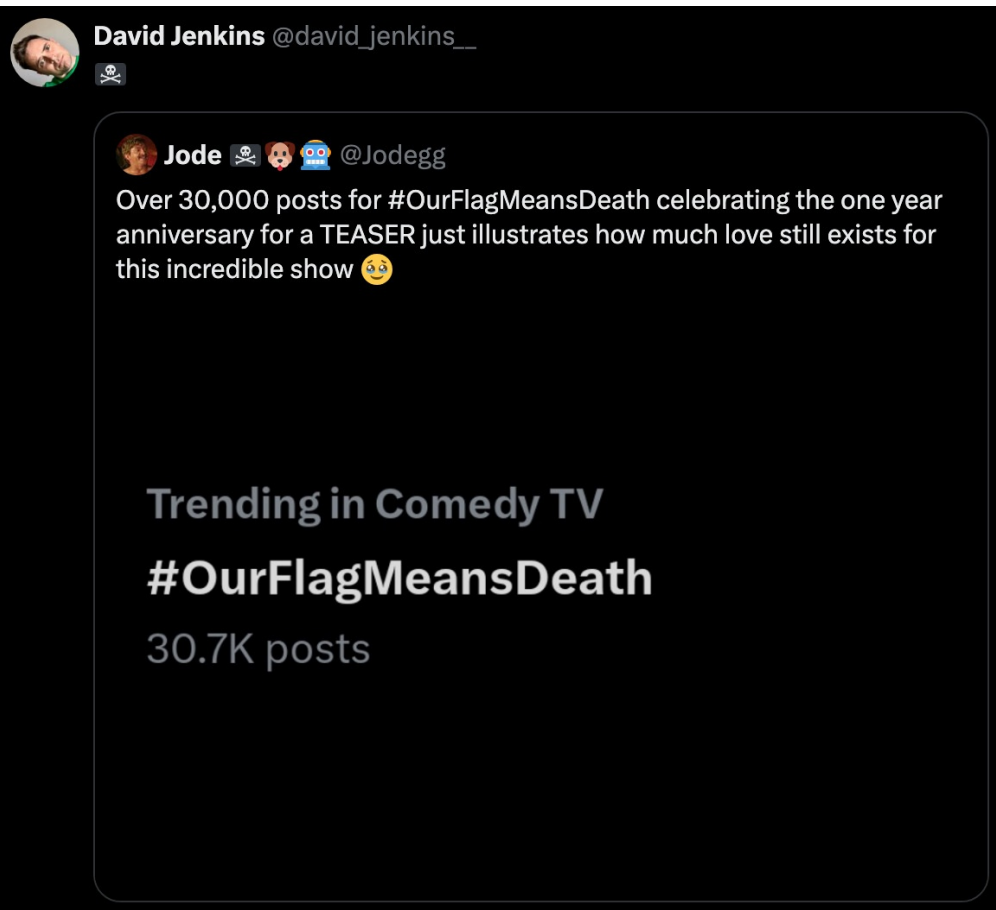 David Jenkins @david_jenkins__
🏴‍☠️
Jode 🏴‍☠️🐶🤖 @Jodegg
Over 30,000 posts for #OurFlagMeansDeath celebrating the one year
anniversary for a TEASER just illustrates how much love still exists for
this incredible show 🥹
Trending in Comedy TV
#OurFlagMeansDeath
30.7K posts